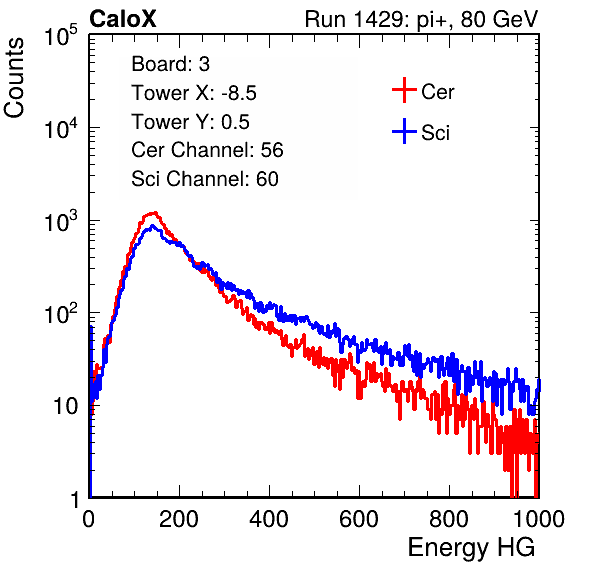 CaloX Run 1429: pi+, 80 GeV
Counts
Board: 3
Tower X: -8.5
Tower Y: 0.5
Cer Channel: 56
Sci Channel: 60
Cer
Sci
10^5
10^4
10^3
10^2
10
1
0 200 400 600 800 1000
Energy HG